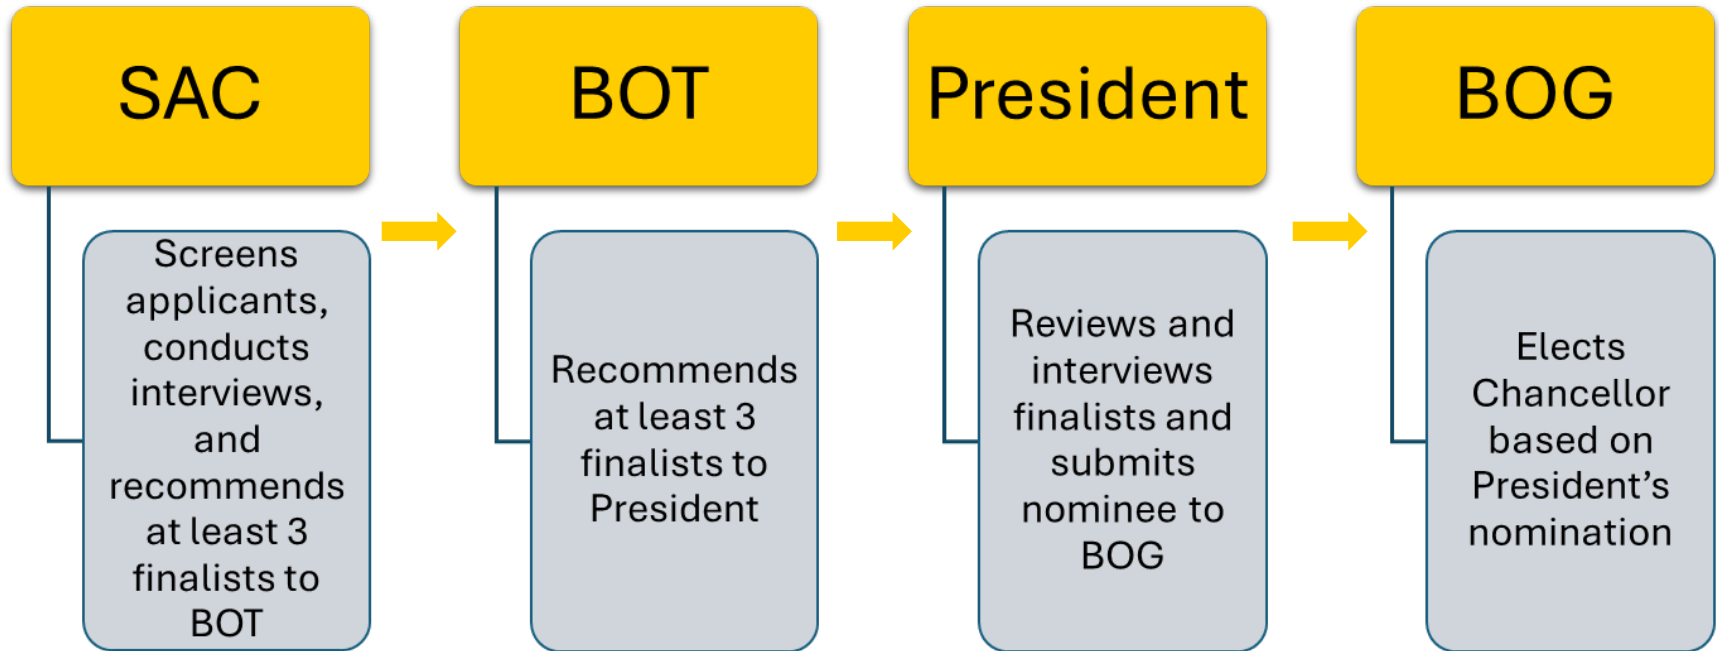 SAC
Screens
applicants,
conducts
interviews,
and
recommends
at least 3
finalists to
BOT
BOT
Recommends
at least 3
finalists to
President
President
Reviews and
interviews
finalists and
submits
nominee to
BOG
BOG
Elects
Chancellor
based on
President’s
nomination